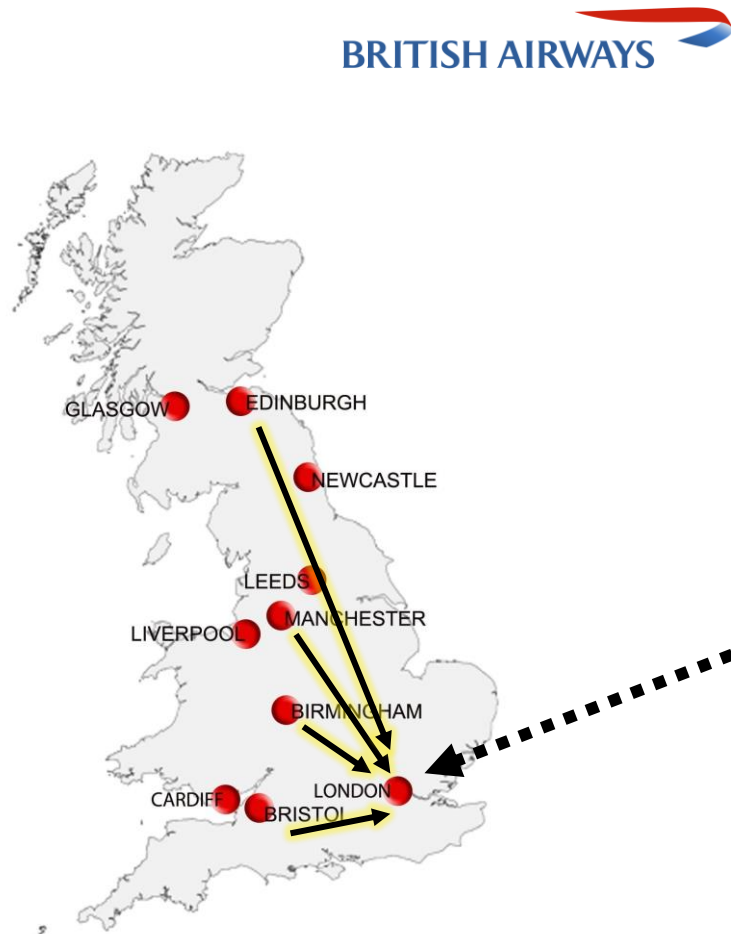 BRITISH AIRWAYS
GLASGOW
EDINBURGH
NEWCASTLE
LEEDS
MANCHESTER
LIVERPOOL
BIRMINGHAM
LONDON
CARDIFF
BRISTOL